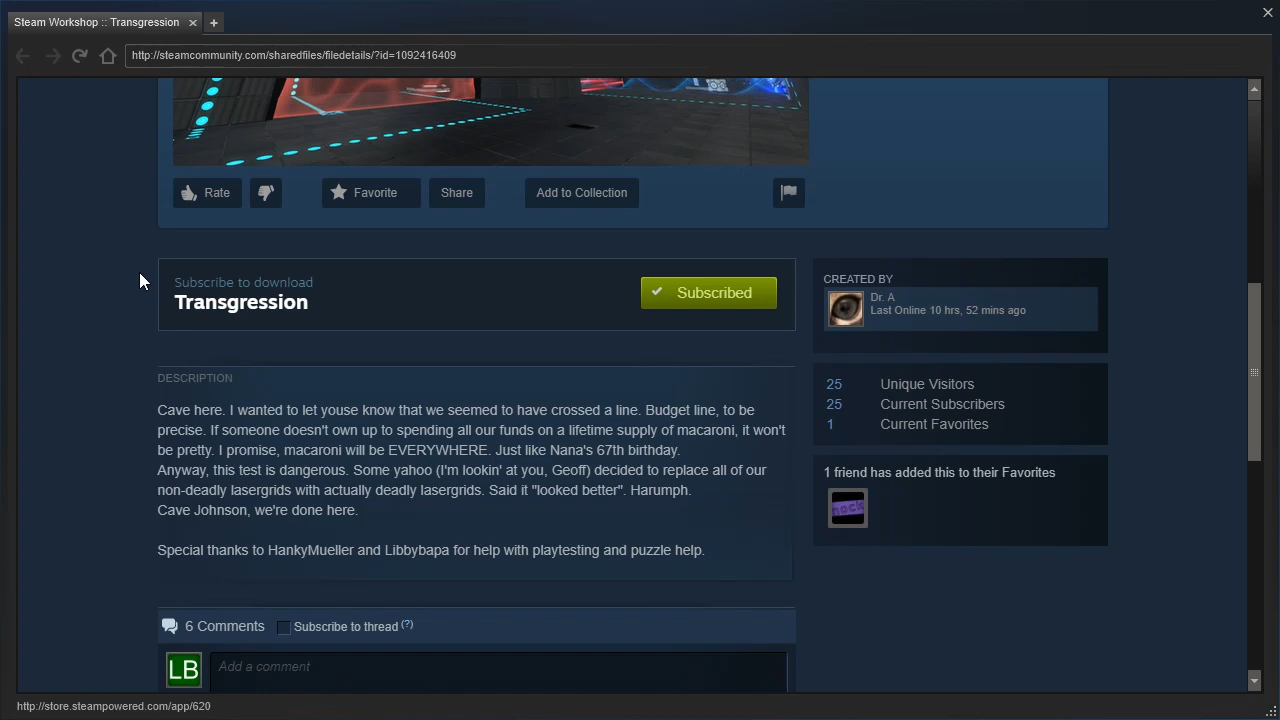 Steam Workshop :: Transgression
http://steamcommunity.com/sharedfiles/filedetails/?id=1092416409
Rate
Favorite
Share
Add to Collection
Subscribe to download
Transgression
Subscribed
CREATED BY
Dr. A
Last Online 10 hrs, 52 mins ago
25 Unique Visitors
25 Current Subscribers
1 Current Favorites
1 friend has added this to their Favorites
nock
DESCRIPTION
Cave here. I wanted to let youse know that we seemed to have crossed a line. Budget line, to be
precise. If someone doesn't own up to spending all our funds on a lifetime supply of macaroni, it won't
be pretty. I promise, macaroni will be EVERYWHERE. Just like Nana's 67th birthday.
Anyway, this test is dangerous. Some yahoo (I'm lookin' at you, Geoff) decided to replace all of our
non-deadly lasergrids with actually deadly lasergrids. Said it "looked better". Harumph.
Cave Johnson, we're done here.
Special thanks to HankyMueller and Libbybapa for help with playtesting and puzzle help.
6 Comments
Subscribe to thread (?)
LB
Add a comment
http://store.steampowered.com/app/620